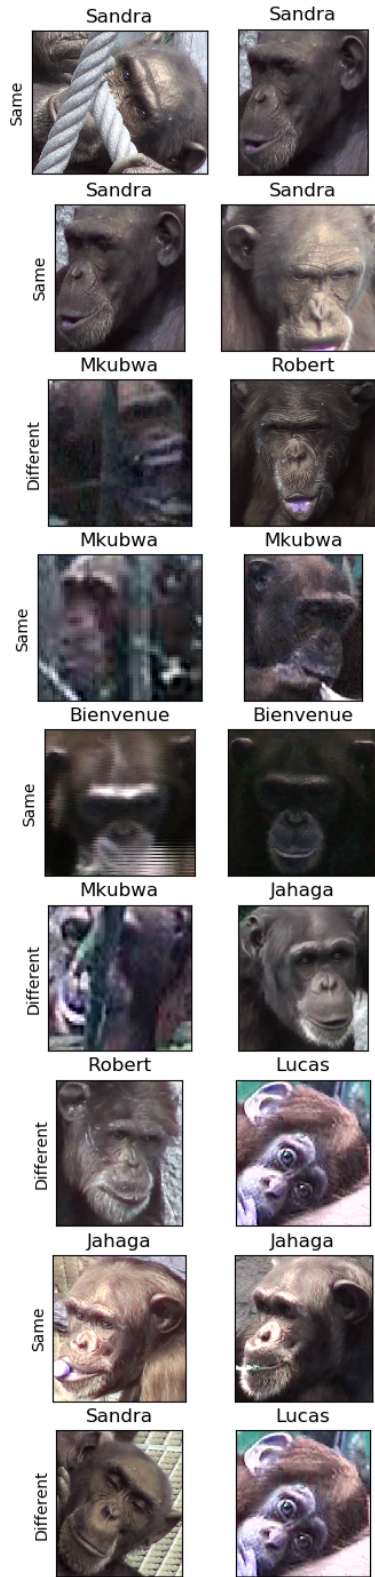 Sandra Sandra
Same
Sandra Sandra
Same
Mkubwa Robert
Different
Mkubwa Mkubwa
Same
Bienvenue Bienvenue
Same
Mkubwa Jahaga
Different
Robert Lucas
Different
Jahaga Jahaga
Same
Sandra Lucas
Different